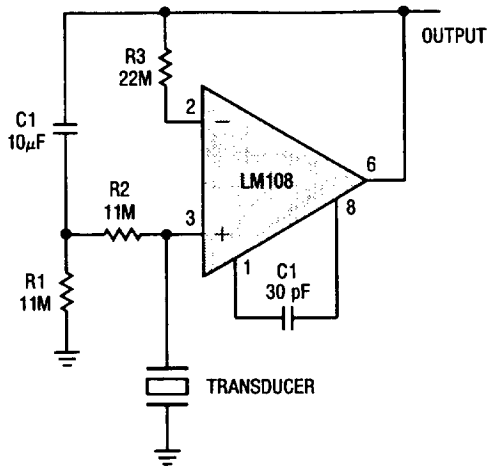 OUTPUT
R3
22M
C1
10µF
2
−
LM108
6
R2
11M
3
+
8
1
C1
30 pF
R1
11M
TRANSDUCER